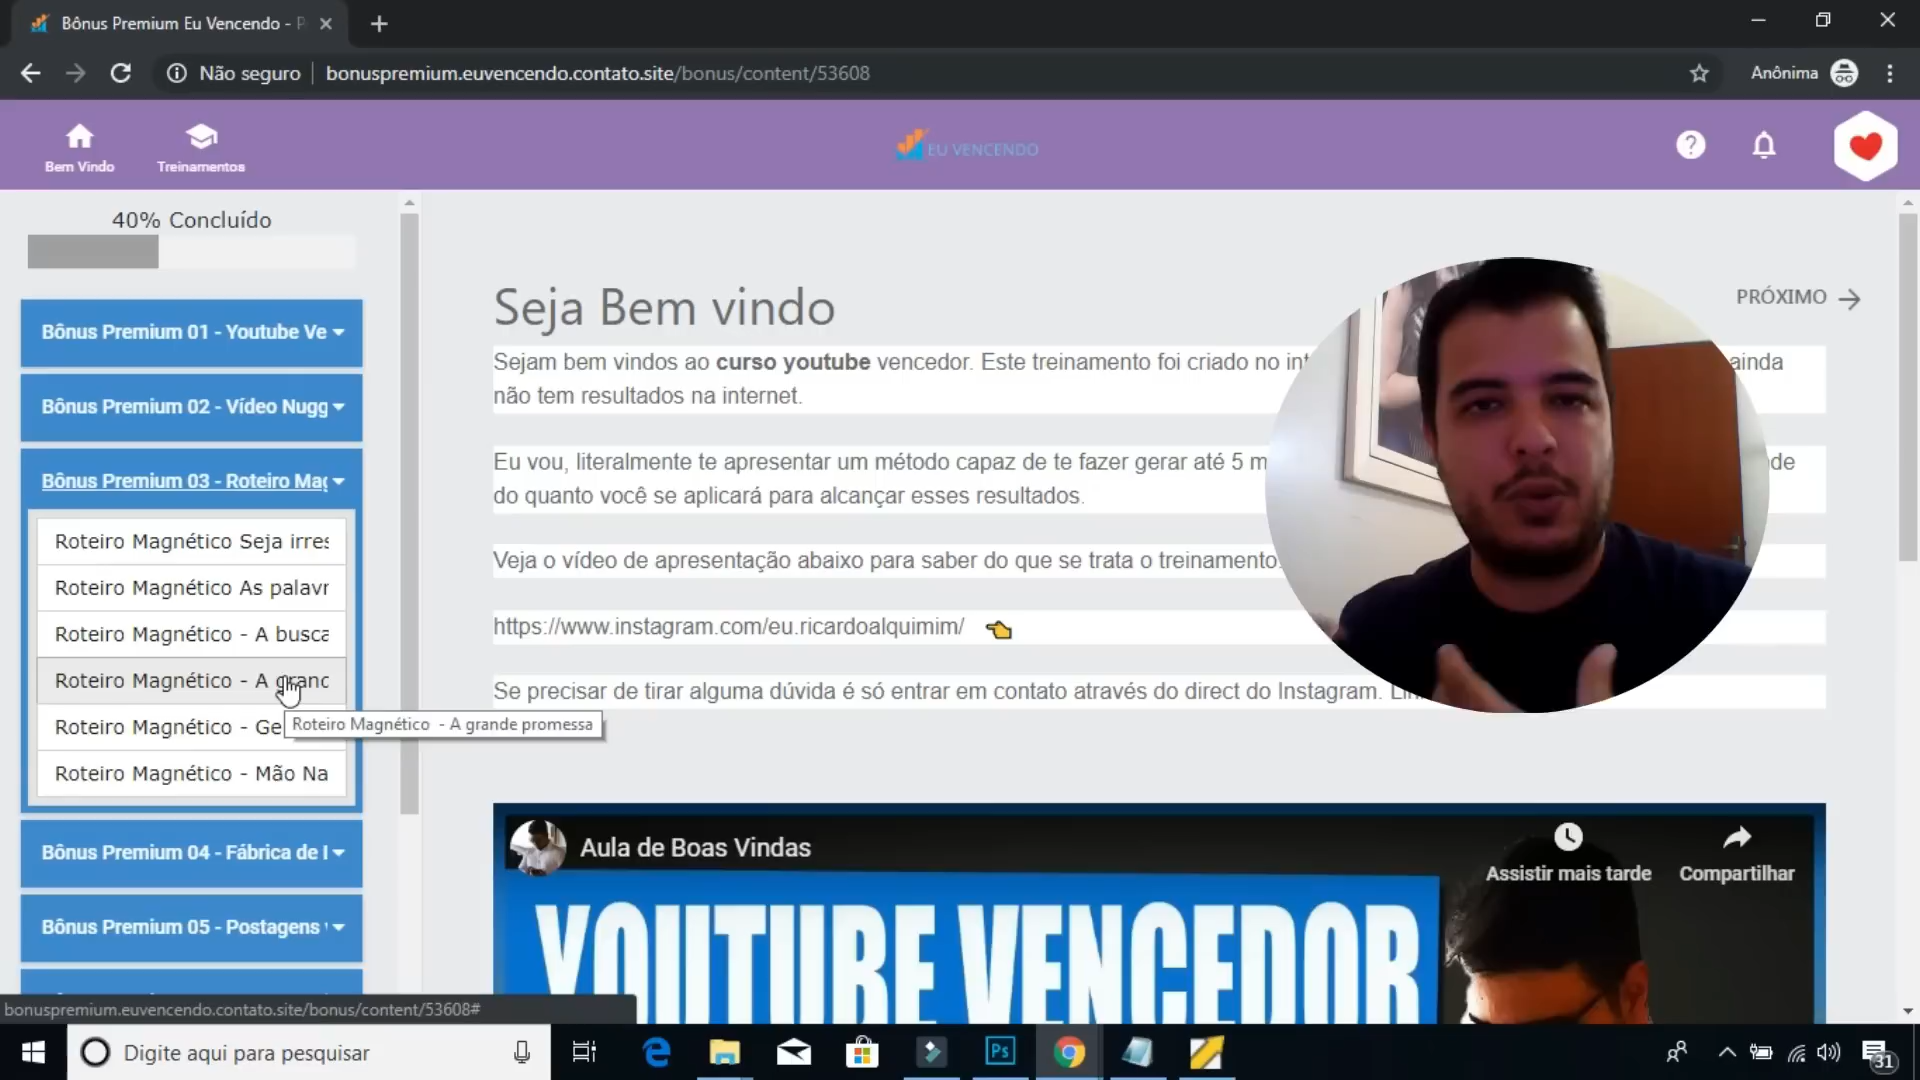 Bônus Premium Eu Vencendo - P
Não seguro
bonuspremium.euvencendo.contato.site/bonus/content/53608
Anônima
Bem Vindo
Treinamentos
EU VENCENDO
40% Concluído
Bônus Premium 01 - Youtube Ve
Bônus Premium 02 - Vídeo Nugg
Bônus Premium 03 - Roteiro Mag
Roteiro Magnético Seja irres
Roteiro Magnético As palavr
Roteiro Magnético - A busca
Roteiro Magnético - A grand
Roteiro Magnético - A grande promessa
Roteiro Magnético - Ge
Roteiro Magnético - Mão Na
Bônus Premium 04 - Fábrica de
Bônus Premium 05 - Postagens
bonuspremium.euvencendo.contato.site/bonus/content/53608#
PRÓXIMO
Seja Bem vindo
Sejam bem vindos ao curso youtube vencedor. Este treinamento foi criado no int ainda
não tem resultados na internet.
Eu vou, literalmente te apresentar um método capaz de te fazer gerar até 5 m de
do quanto você se aplicará para alcançar esses resultados.
Veja o vídeo de apresentação abaixo para saber do que se trata o treinamento.
https://www.instagram.com/eu.ricardoalquimim/
Se precisar de tirar alguma dúvida é só entrar em contato através do direct do Instagram.
Aula de Boas Vindas
Assistir mais tarde
Compartilhar
YOUTUBE VENCEDOR
Digite aqui para pesquisar
Ps
31